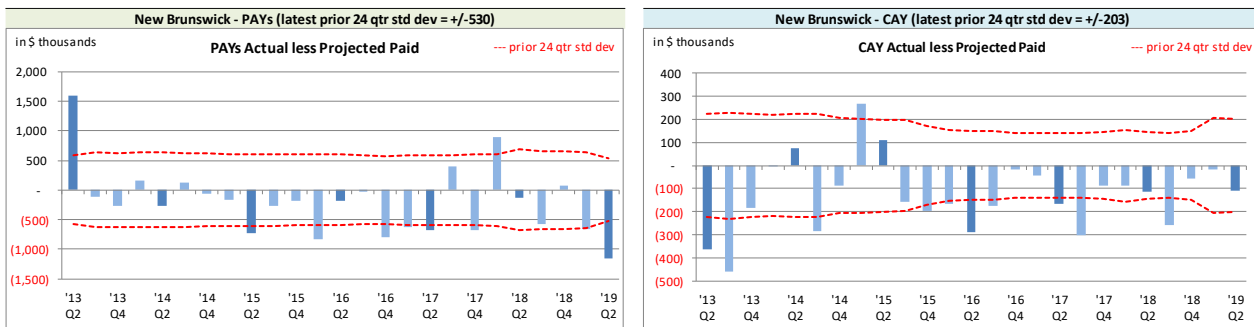 New Brunswick - PAYs (latest prior 24 qtr std dev = +/-530)
in $ thousands
PAYs Actual less Projected Paid
--- prior 24 qtr std dev
2,000
1,500
1,000
500
-
(500)
(1,000)
(1,500)
'13 '13 '14 '14 '15 '15 '16 '16 '17 '17 '18 '18 '19
Q2 Q4 Q2 Q4 Q2 Q4 Q2 Q4 Q2 Q4 Q2 Q4 Q2
New Brunswick - CAY (latest prior 24 qtr std dev = +/-203)
in $ thousands
CAY Actual less Projected Paid
--- prior 24 qtr std dev
400
300
200
100
-
(100)
(200)
(300)
(400)
(500)
'13 '13 '14 '14 '15 '15 '16 '16 '17 '17 '18 '18 '19
Q2 Q4 Q2 Q4 Q2 Q4 Q2 Q4 Q2 Q4 Q2 Q4 Q2